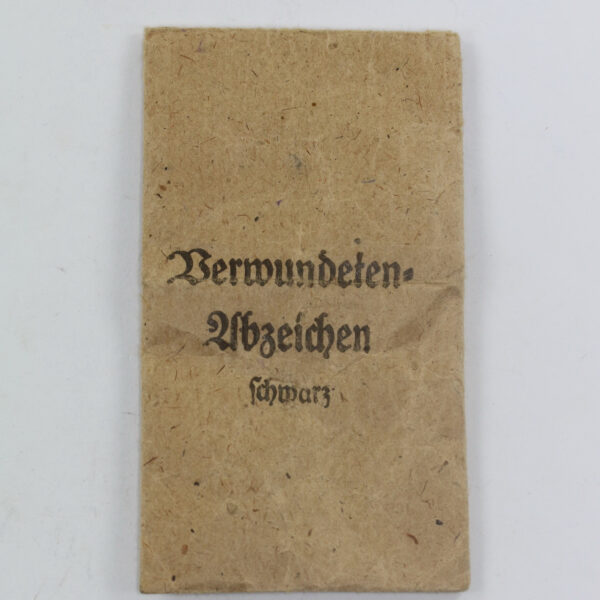 Verwundeten-
Abzeichen
schwarz